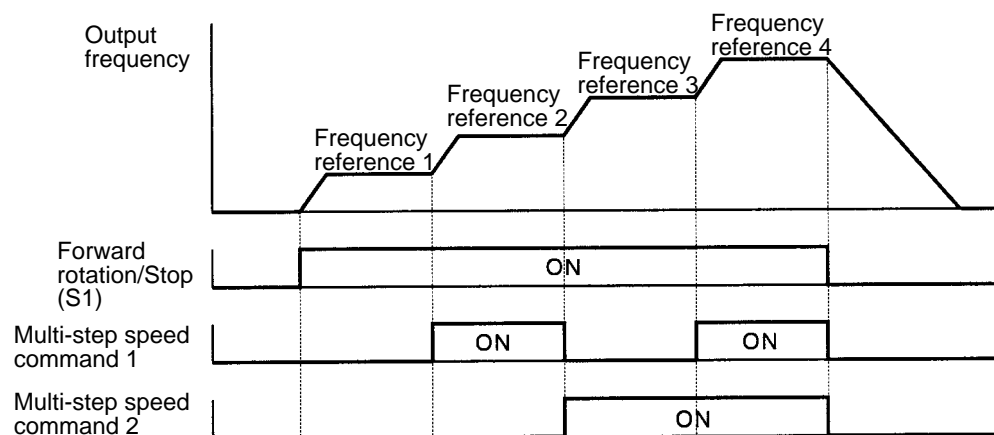 Output
frequency
Frequency
reference 1
Frequency
reference 2
Frequency
reference 3
Frequency
reference 4
Forward
rotation/Stop
(S1)
ON
Multi-step speed
command 1
ON
ON
Multi-step speed
command 2
ON